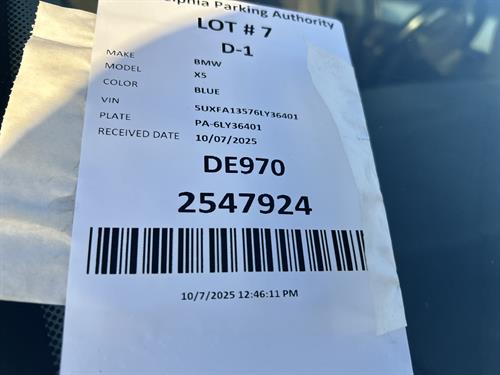 Parking Authority
LOT # 7
D-1
MAKE BMW
MODEL X5
COLOR BLUE
VIN 5UXFA13576LY36401
PLATE PA-6LY36401
RECEIVED DATE 10/07/2025
DE970
2547924
10/7/2025 12:46:11 PM